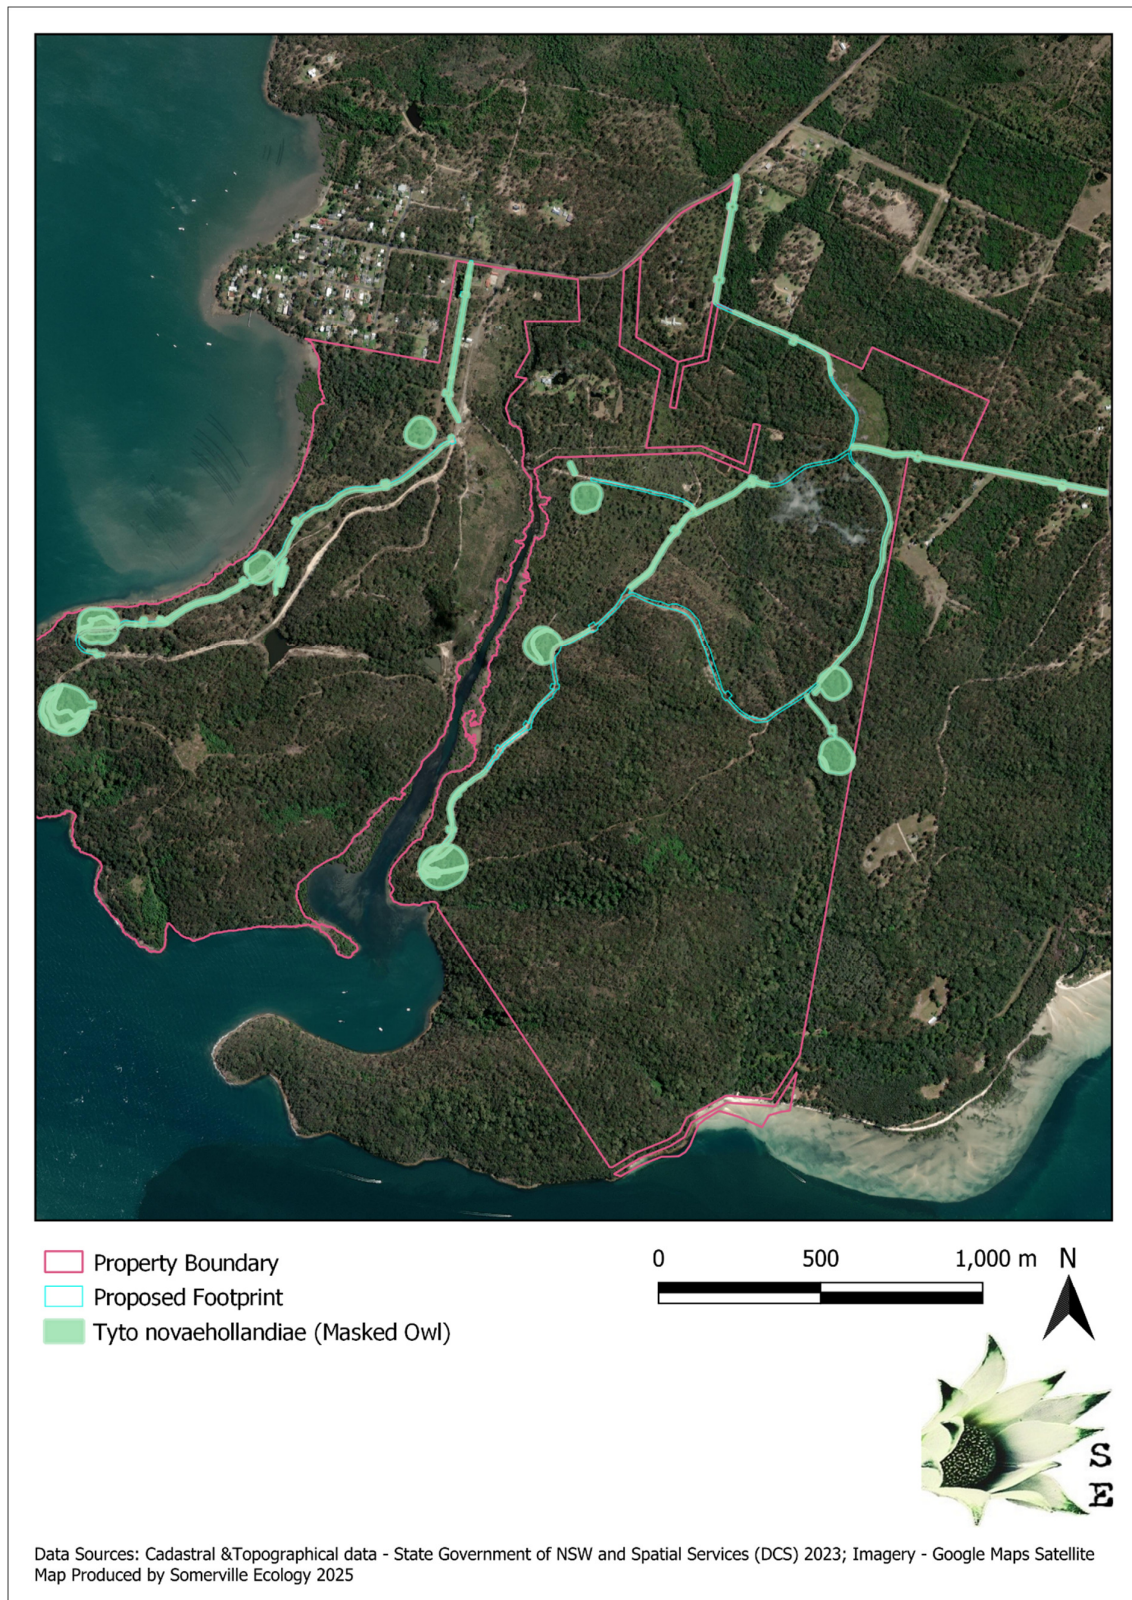 Property Boundary
Proposed Footprint
Tyto novaehollandiae (Masked Owl)
0 500 1,000 m
N
S
E
Data Sources: Cadastral &Topographical data - State Government of NSW and Spatial Services (DCS) 2023; Imagery - Google Maps Satellite
Map Produced by Somerville Ecology 2025